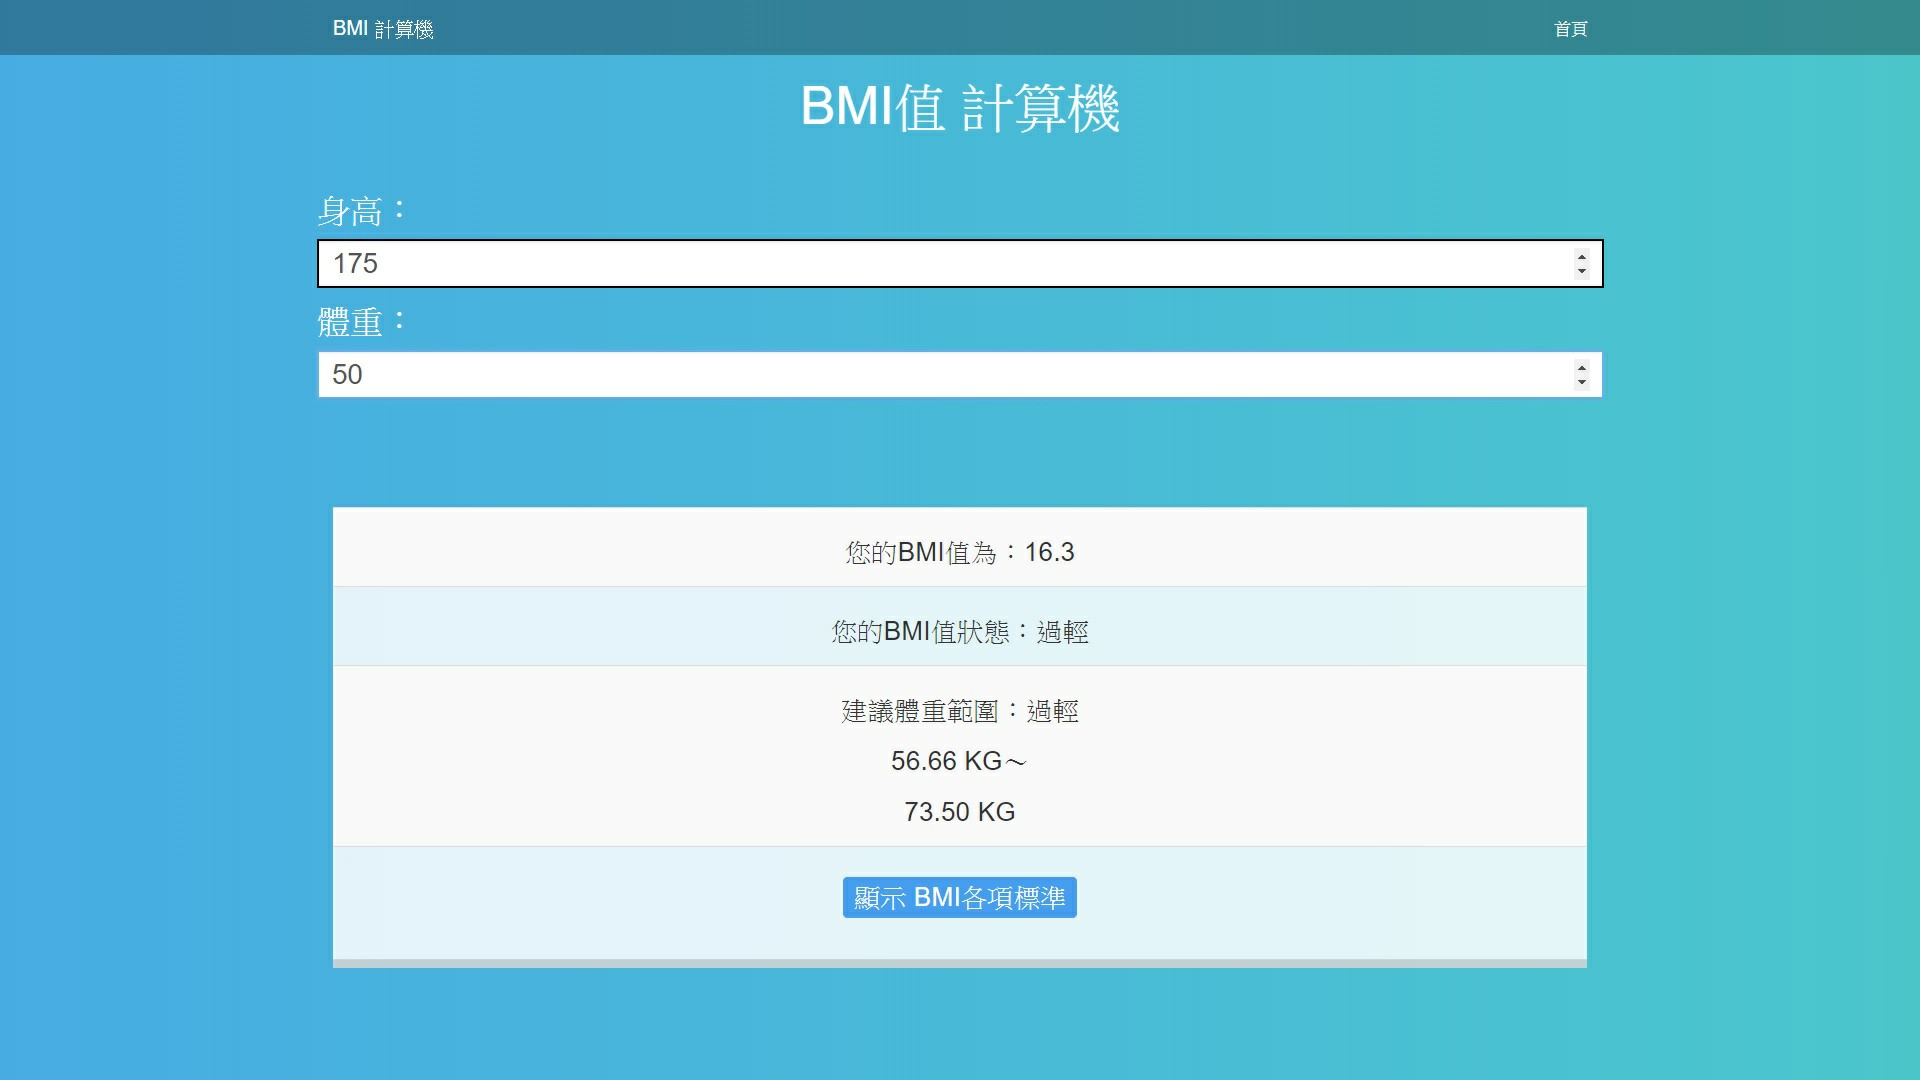 BMI 計算機
首頁
BMI值 計算機
身高：
175
體重：
50
您的BMI值為：16.3
您的BMI值狀態：過輕
建議體重範圍：過輕
56.66 KG～
73.50 KG
顯示 BMI各項標準